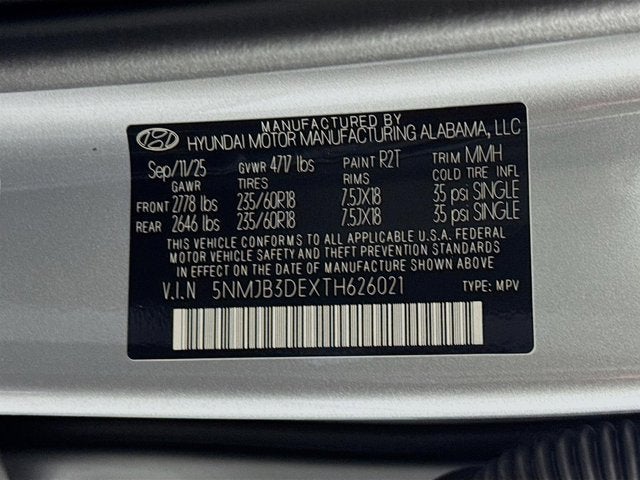 MANUFACTURED BY
HYUNDAI MOTOR MANUFACTURING ALABAMA, LLC
Sep/11/25 GVWR 4717 lbs PAINT R2T TRIM MMH
GAWR TIRES RIMS COLD TIRE INFL
FRONT 2778 lbs 235/60R18 7.5JX18 35 psi SINGLE
REAR 2646 lbs 235/60R18 7.5JX18 35 psi SINGLE
THIS VEHICLE CONFORMS TO ALL APPLICABLE U.S.A. FEDERAL
MOTOR VEHICLE SAFETY AND THEFT PREVENTION STANDARDS
IN EFFECT ON THE DATE OF MANUFACTURE SHOWN ABOVE.
V.I.N 5NMJB3DEXTH626021 TYPE: MPV